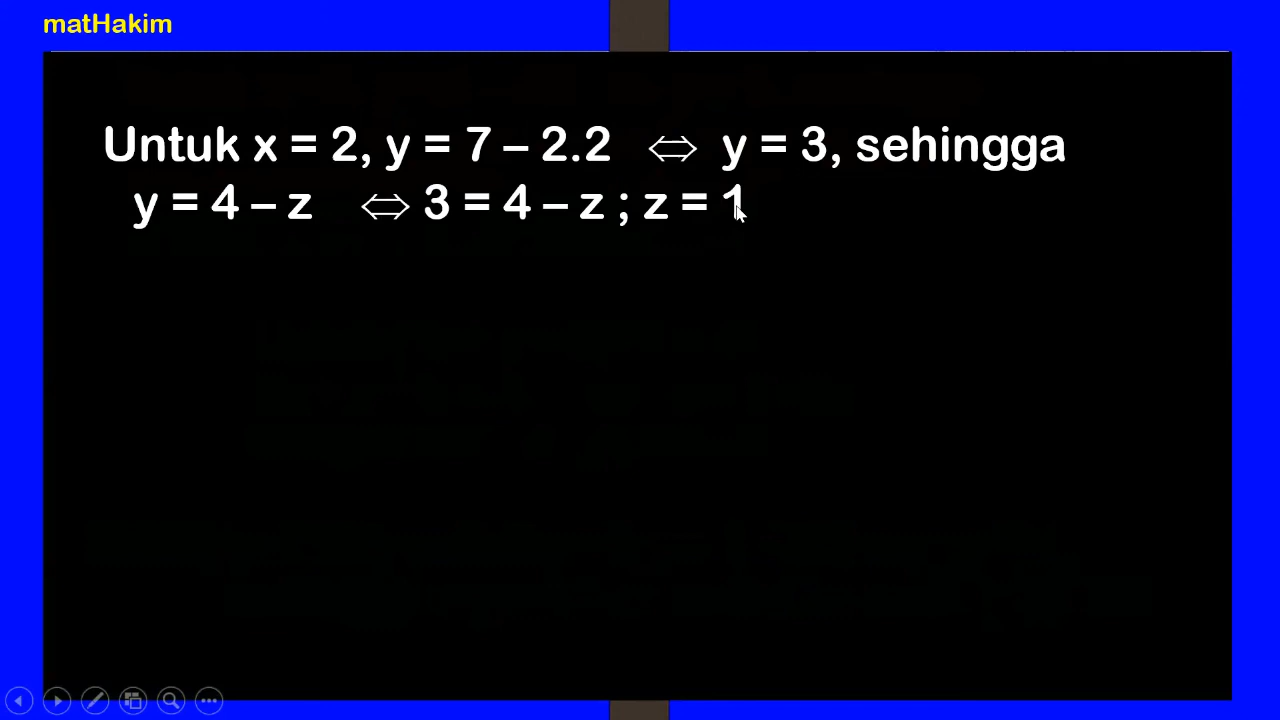 matHakim
Untuk x = 2, y = 7 – 2.2 ⇔ y = 3, sehingga
y = 4 – z ⇔ 3 = 4 – z ; z = 1